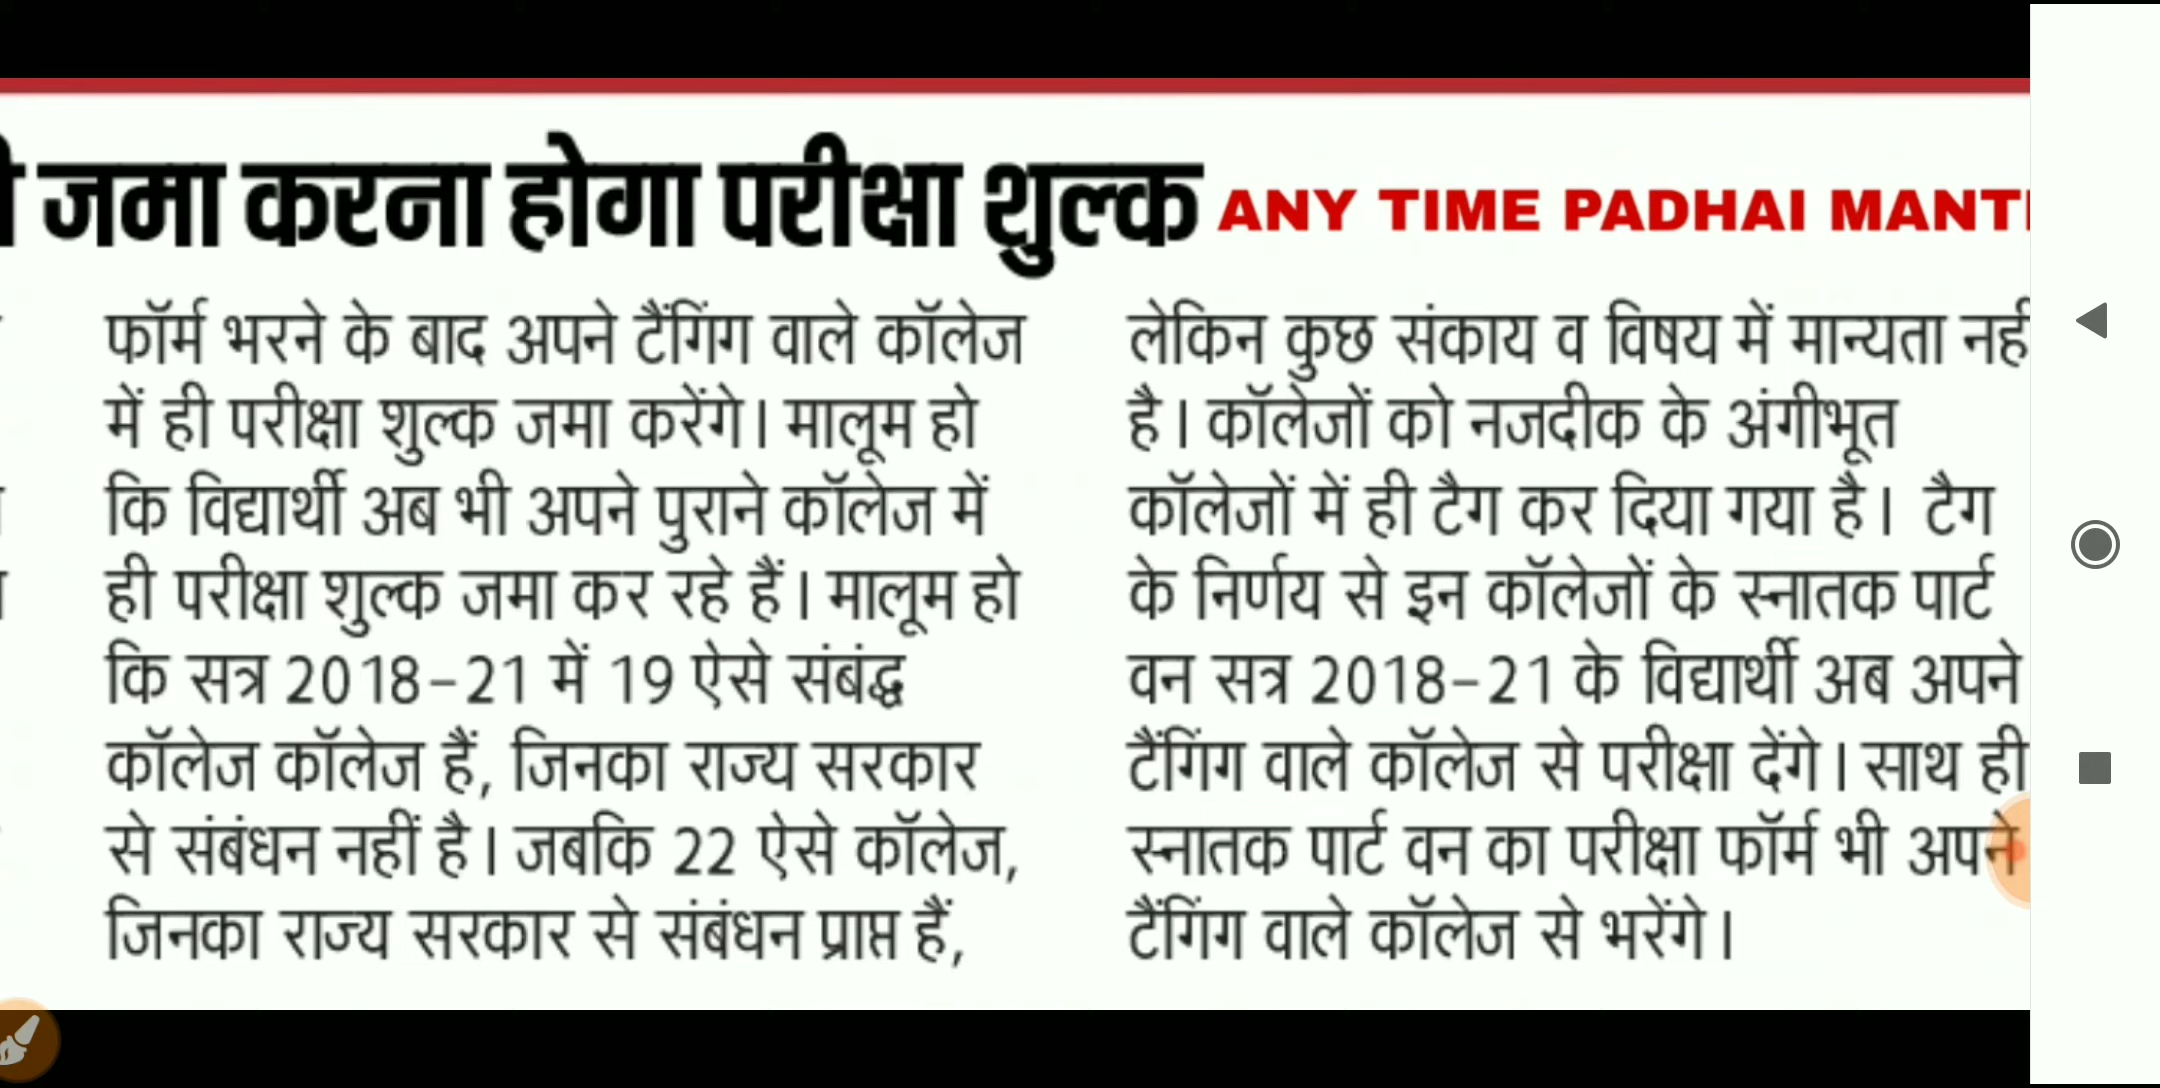 जमा करना होगा परीक्षा शुल्क ANY TIME PADHAI
फॉर्म भरने के बाद अपने टैंगिंग वाले कॉलेज
में ही परीक्षा शुल्क जमा करेंगे। मालूम हो
कि विद्यार्थी अब भी अपने पुराने कॉलेज में
ही परीक्षा शुल्क जमा कर रहे हैं। मालूम हो
कि सत्र 2018-21 में 19 ऐसे संबंद्ध
कॉलेज कॉलेज हैं, जिनका राज्य सरकार
से संबंधन नहीं है। जबकि 22 ऐसे कॉलेज,
जिनका राज्य सरकार से संबंधन प्राप्त हैं,
लेकिन कुछ संकाय व विषय में मान्यता नहीं
है। कॉलेजों को नजदीक के अंगीभूत
कॉलेजों में ही टैग कर दिया गया है। टैग
के निर्णय से इन कॉलेजों के स्नातक पार्ट
वन सत्र 2018-21 के विद्यार्थी अब अपने
टैंगिंग वाले कॉलेज से परीक्षा देंगे। साथ ही
स्नातक पार्ट वन का परीक्षा फॉर्म भी अपने
टैंगिंग वाले कॉलेज से भरेंगे।